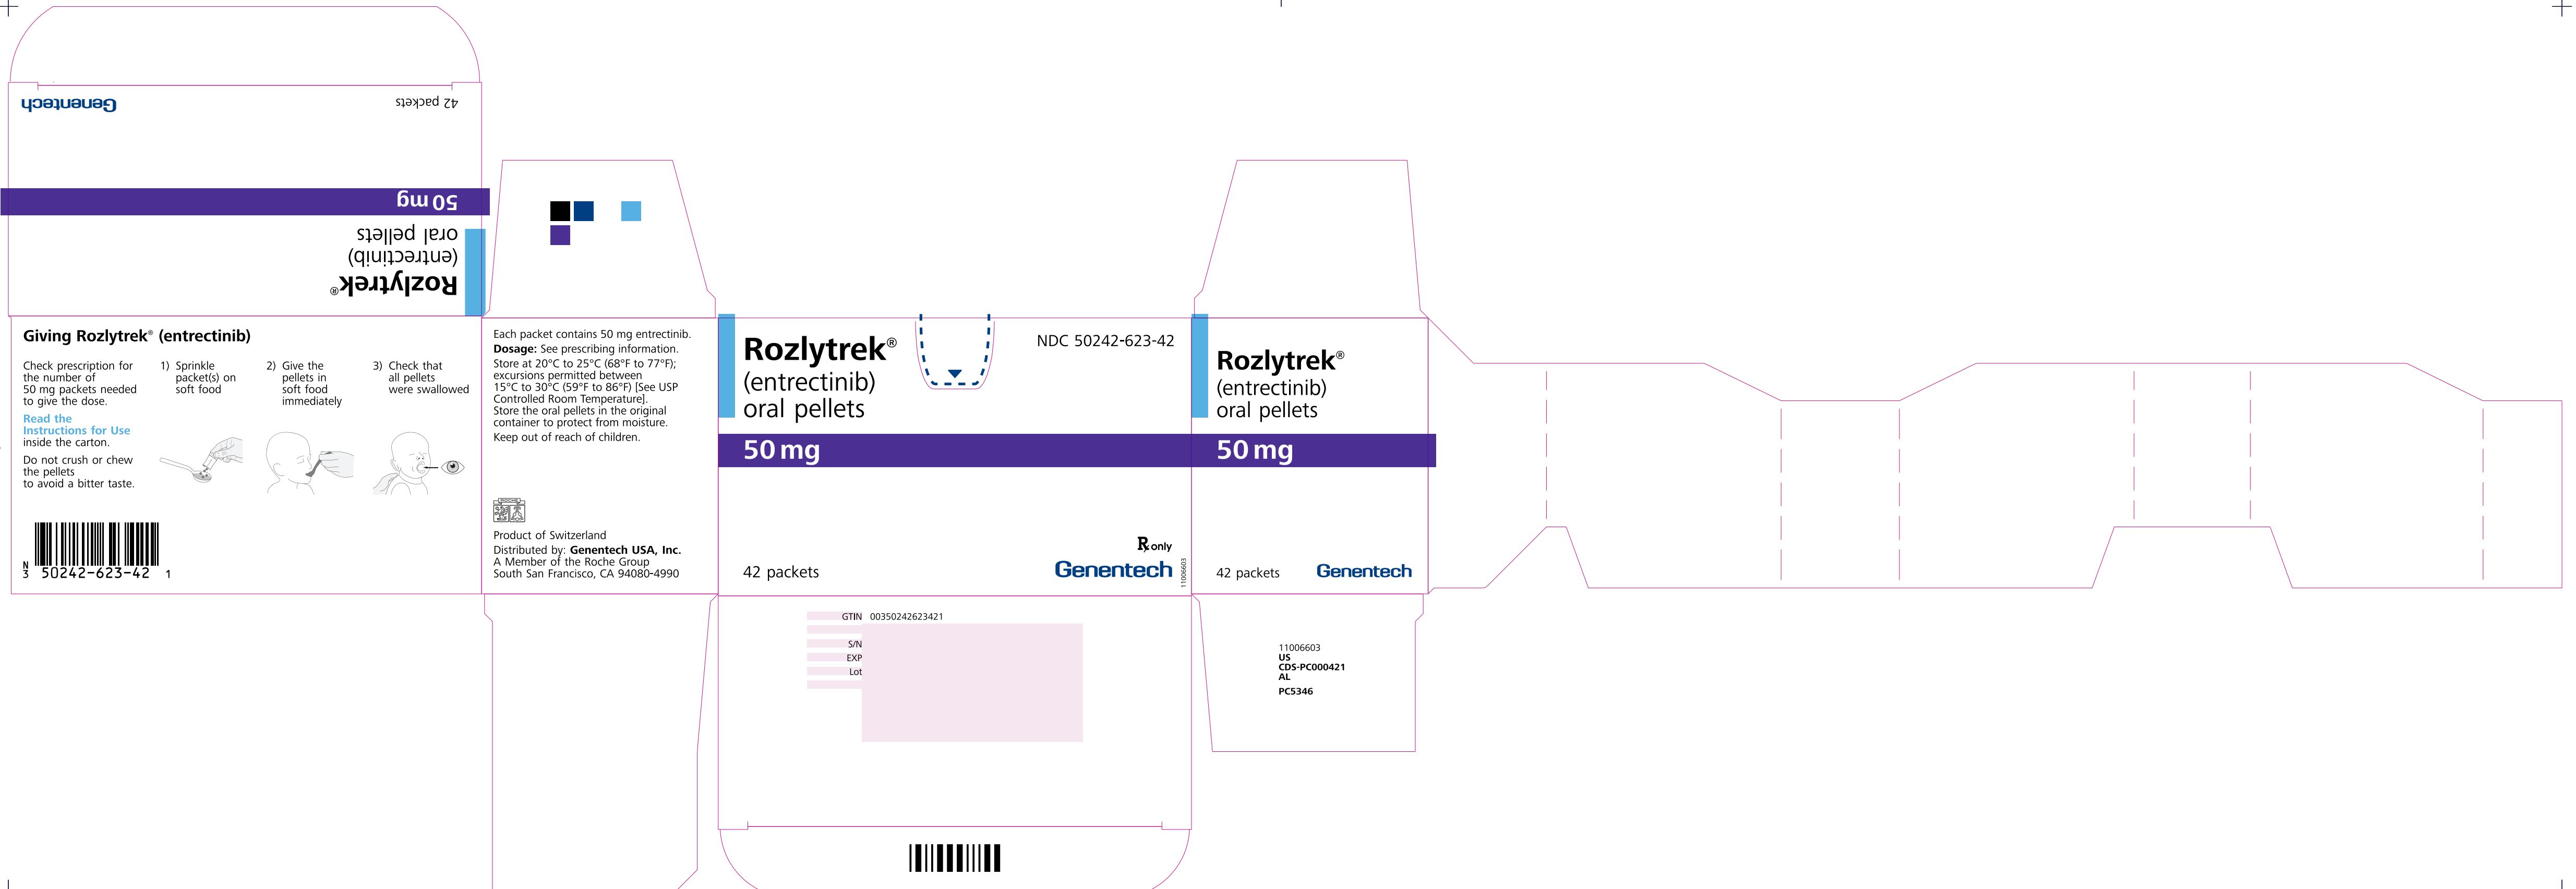 Genentech
42 packets
50 mg
oral pellets
(entrectinib)
Rozlytrek®
Giving Rozlytrek® (entrectinib)
Check prescription for
the number of
50 mg packets needed
to give the dose.
Read the
Instructions for Use
inside the carton.
Do not crush or chew
the pellets
to avoid a bitter taste.
1) Sprinkle
packet(s) on
soft food
2) Give the
pellets in
soft food
immediately
3) Check that
all pellets
were swallowed
N
3 50242-623-42 1
Each packet contains 50 mg entrectinib.
Dosage: See prescribing information.
Store at 20°C to 25°C (68°F to 77°F);
excursions permitted between
15°C to 30°C (59°F to 86°F) [See USP
Controlled Room Temperature].
Store the oral pellets in the original
container to protect from moisture.
Keep out of reach of children.
Product of Switzerland
Distributed by: Genentech USA, Inc.
A Member of the Roche Group
South San Francisco, CA 94080-4990
Rozlytrek®
(entrectinib)
oral pellets
NDC 50242-623-42
50 mg
Rx only
42 packets
Genentech
11006603
Rozlytrek®
(entrectinib)
oral pellets
50 mg
42 packets
Genentech
GTIN 00350242623421
S/N
EXP
Lot
11006603
US
CDS-PC000421
AL
PC5346